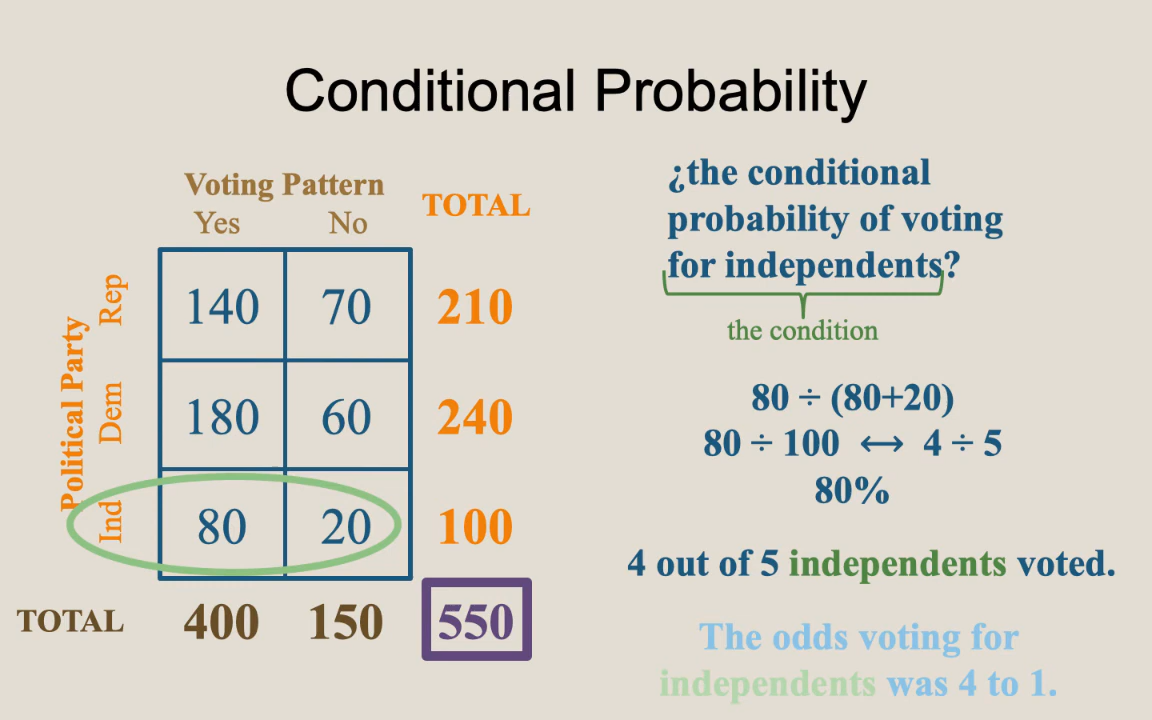 Conditional Probability
Voting Pattern
Yes No TOTAL
Political Party
Rep 140 70 210
Dem 180 60 240
Ind 80 20 100
TOTAL 400 150 550
¿the conditional
probability of voting
for independents?
the condition
80 ÷ (80+20)
80 ÷ 100 ↔ 4 ÷ 5
80%
4 out of 5 independents voted.
The odds voting for
independents was 4 to 1.